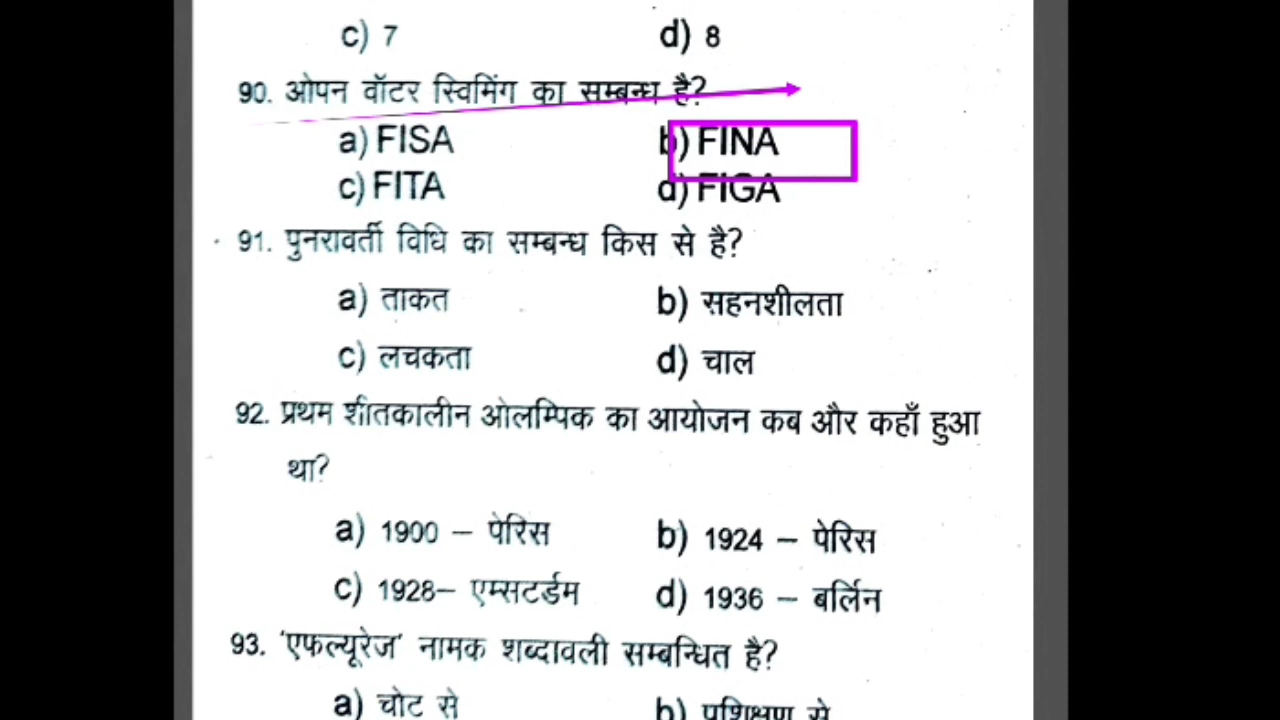 c) 7 d) 8
90. ओपन वॉटर स्विमिंग का सम्बन्ध है?
a) FISA b) FINA
c) FITA d) FIGA
91. पुनरावर्ती विधि का सम्बन्ध किस से है?
a) ताकत b) सहनशीलता
c) लचकता d) चाल
92. प्रथम शीतकालीन ओलम्पिक का आयोजन कब और कहाँ हुआ
था?
a) 1900 – पेरिस b) 1924 – पेरिस
c) 1928– एम्सटर्डम d) 1936 – बर्लिन
93. 'एफल्यूरेज' नामक शब्दावली सम्बन्धित है?
a) चोट से b) प्रशिक्षण से